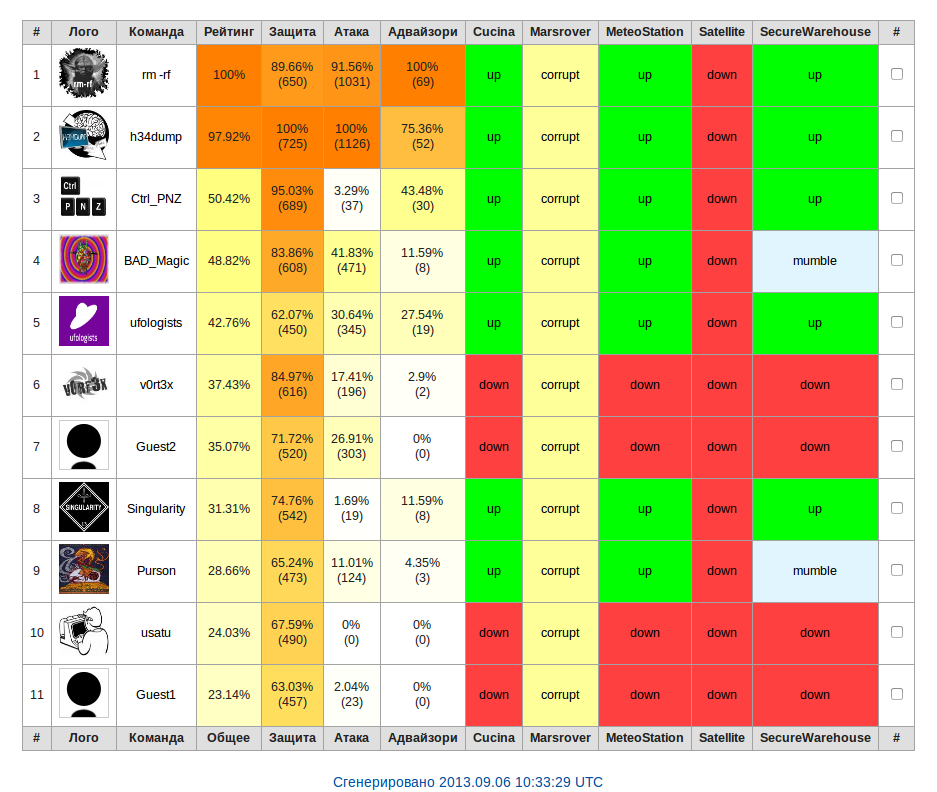 # Лого Команда Рейтинг Защита Атака Адвайзори Cucina Marsrover MeteoStation Satellite SecureWarehouse #
1 rm-rf rm -rf 100% 89.66% (650) 91.56% (1031) 100% (69) up corrupt up down up
2 H34DUMP h34dump 97.92% 100% (725) 100% (1126) 75.36% (52) up corrupt up down up
3 Ctrl P N Z Ctrl_PNZ 50.42% 95.03% (689) 3.29% (37) 43.48% (30) up corrupt up down up
4 BAD_Magic 48.82% 83.86% (608) 41.83% (471) 11.59% (8) up corrupt up down mumble
5 ufologists ufologists 42.76% 62.07% (450) 30.64% (345) 27.54% (19) up corrupt up down up
6 v0rt3x v0rt3x 37.43% 84.97% (616) 17.41% (196) 2.9% (2) down corrupt down down down
7 Guest2 35.07% 71.72% (520) 26.91% (303) 0% (0) down corrupt down down down
8 SINGULARITY Singularity 31.31% 74.76% (542) 1.69% (19) 11.59% (8) up corrupt up down up
9 Purson 28.66% 65.24% (473) 11.01% (124) 4.35% (3) up corrupt up down mumble
10 usatu 24.03% 67.59% (490) 0% (0) 0% (0) down corrupt down down down
11 Guest1 23.14% 63.03% (457) 2.04% (23) 0% (0) down corrupt down down down
# Лого Команда Общее Защита Атака Адвайзори Cucina Marsrover MeteoStation Satellite SecureWarehouse #
Сгенерировано 2013.09.06 10:33:29 UTC